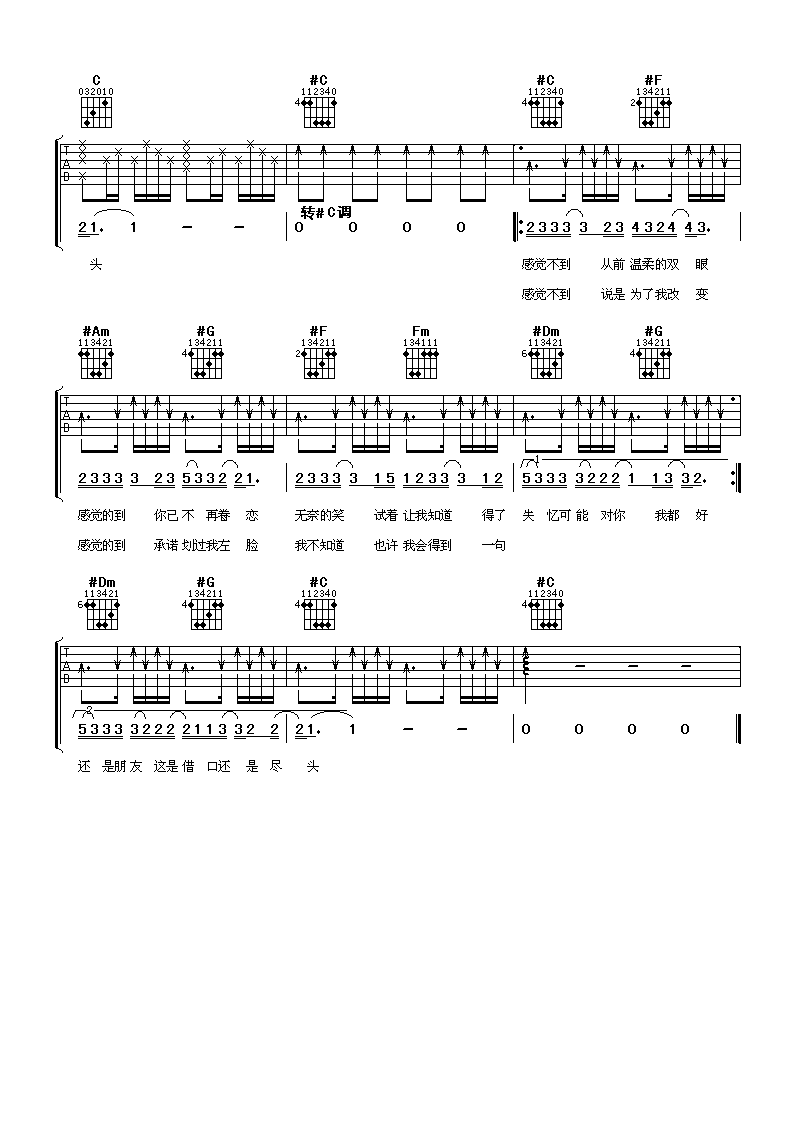 C #C #C #F
032010 112340 112340 134211
4 4 2
T A B
转#C调
21. 1 - - 0 0 0 0 2333 3 23 4324 43.
头 感觉不到 从前 温柔的双 眼
感觉不到 说是 为了我改 变
#Am #G #F Fm #Dm #G
113421 134211 134211 134111 113421 134211
4 2 6 4
T A B
1
2333 3 23 5332 21. 2333 3 15 1233 3 12 5333 3222 1 13 32.
感觉的到 你已不 再眷 恋 无奈的笑 试着 让我知道 得了 失 忆可能 对你 我都 好
感觉的到 承诺 划过我左 脸 我不知道 也许 我会得到 一句
#Dm #G #C #C
113421 134211 112340 112340
6 4 4 4
T A B
2
5333 3222 2113 32 2 21. 1 - - 0 0 0 0
还 是朋友 这是 借 口还 是 尽 头